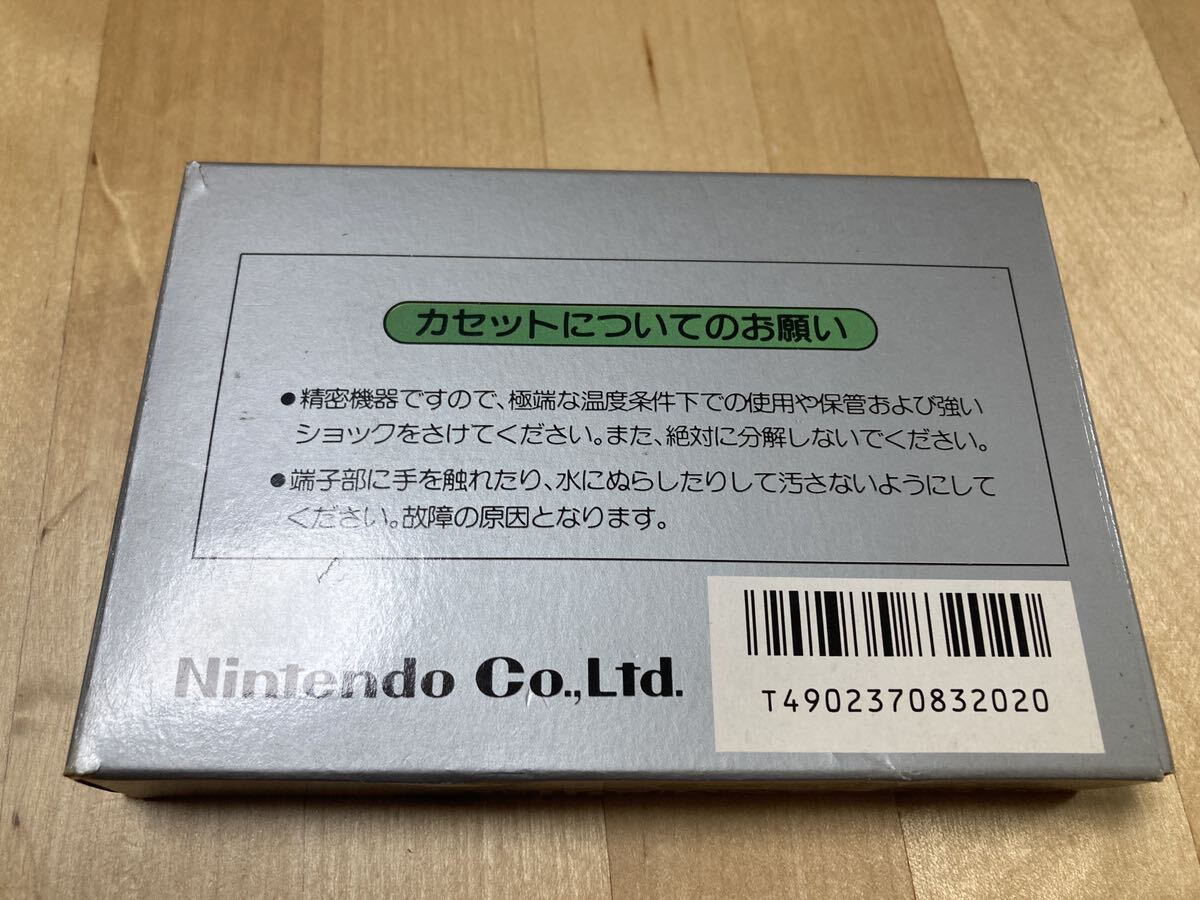 カセットについてのお願い
●精密機器ですので、極端な温度条件下での使用や保管および強い
ショックをさけてください。また、絶対に分解しないでください。
●端子部に手を触れたり、水にぬらしたりして汚さないようにして
ください。故障の原因となります。
Nintendo Co.,Ltd.
T4902370832020